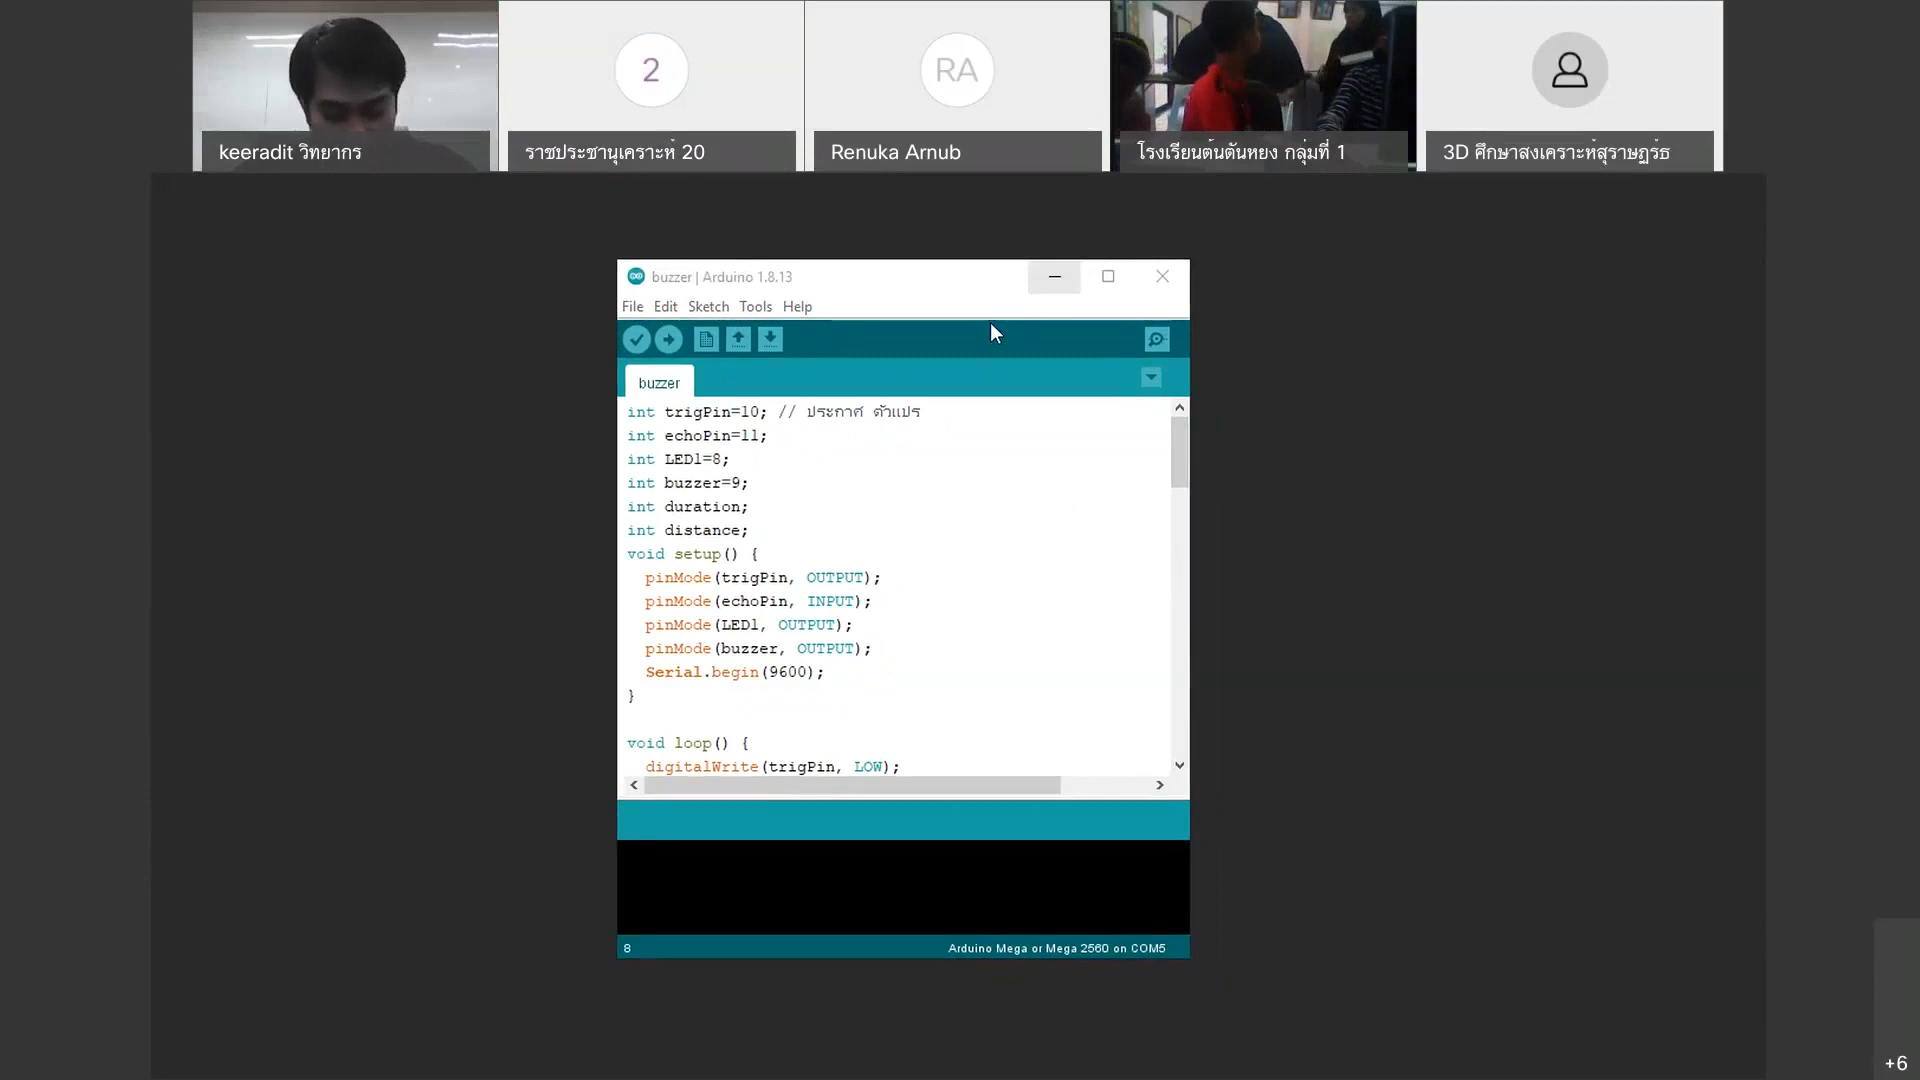 2
RA
keeradit วิทยากร
ราชประชานุเคราะห์ 20
Renuka Arnub
โรงเรียนต้นตันหยง กลุ่มที่ 1
3D ศึกษาสงเคราะห์สุราษฎร์ธ
buzzer | Arduino 1.8.13
File Edit Sketch Tools Help
buzzer
int trigPin=10; // ประกาศ ตัวแปร
int echoPin=11;
int LED1=8;
int buzzer=9;
int duration;
int distance;
void setup() {
pinMode(trigPin, OUTPUT);
pinMode(echoPin, INPUT);
pinMode(LED1, OUTPUT);
pinMode(buzzer, OUTPUT);
Serial.begin(9600);
}
void loop() {
digitalWrite(trigPin, LOW);
8
Arduino Mega or Mega 2560 on COM5
+6